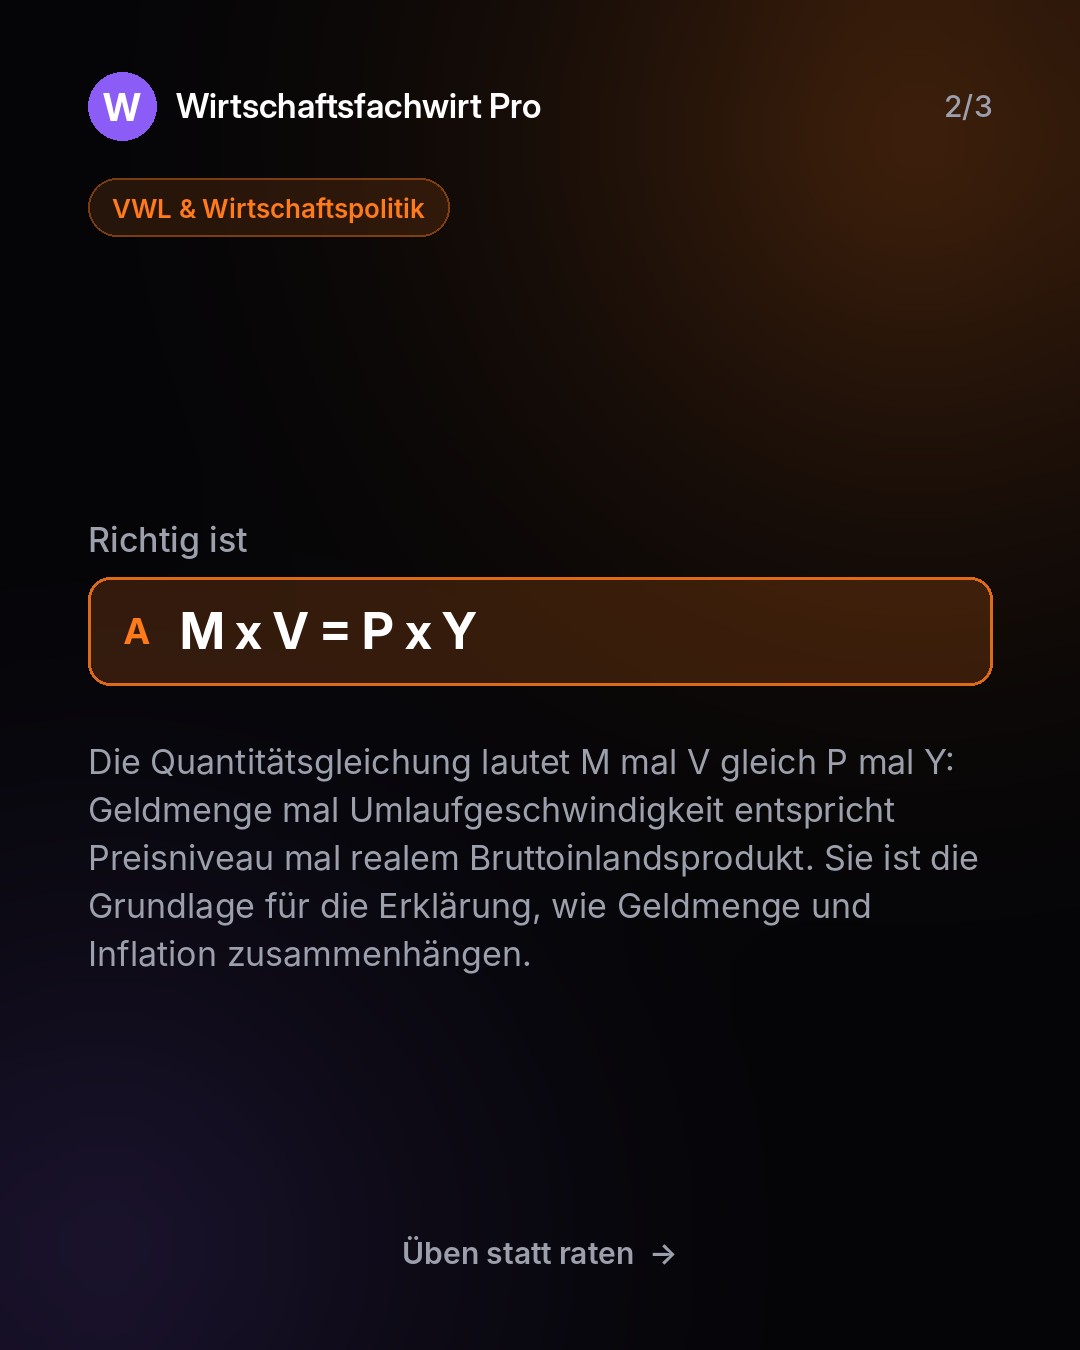 W Wirtschaftsfachwirt Pro 2/3
VWL & Wirtschaftspolitik
Richtig ist
A M x V = P x Y
Die Quantitätsgleichung lautet M mal V gleich P mal Y:
Geldmenge mal Umlaufgeschwindigkeit entspricht
Preisniveau mal realem Bruttoinlandsprodukt. Sie ist die
Grundlage für die Erklärung, wie Geldmenge und
Inflation zusammenhängen.
Üben statt raten →